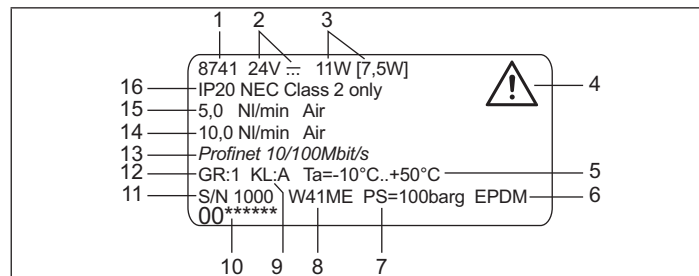 1 2 3
8741 24V ⎓ 11W [7,5W]
4
16 IP20 NEC Class 2 only
15 5,0 Nl/min Air
14 10,0 Nl/min Air
13 Profinet 10/100Mbit/s
12 GR:1 KL:A Ta=-10°C..+50°C 5
11 S/N 1000 W41ME PS=100barg EPDM 6
00******
10 9 8 7